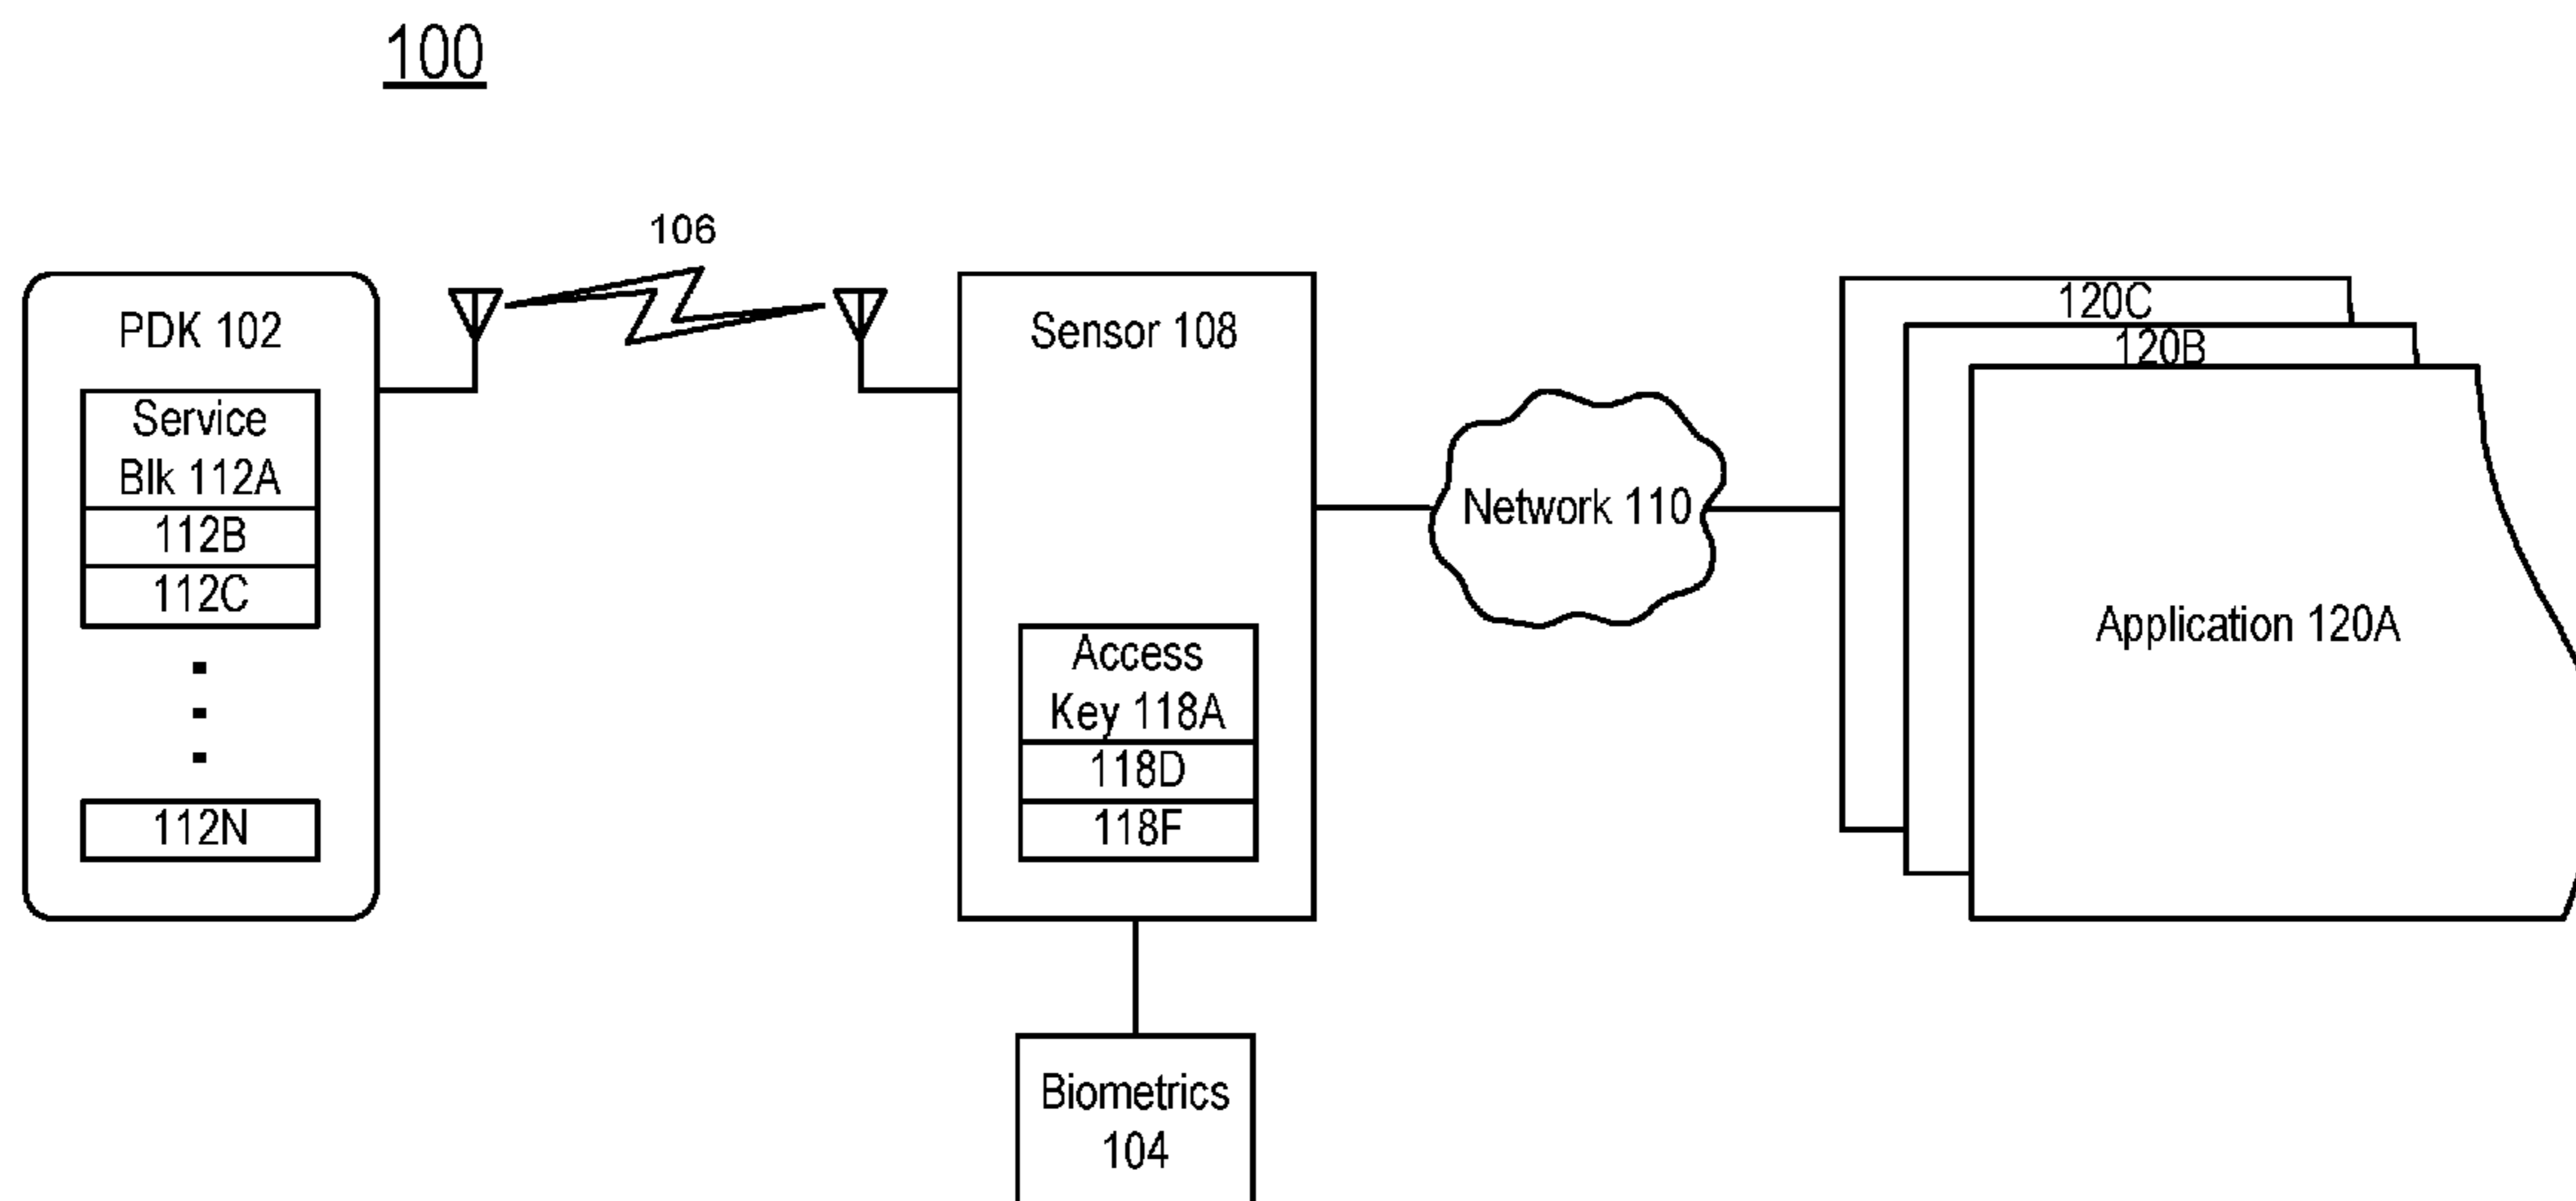 100
106
PDK 102
Service
Blk 112A
112B
112C
112N
Sensor 108
Access
Key 118A
118D
118F
Biometrics
104
Network 110
120C
120B
Application 120A